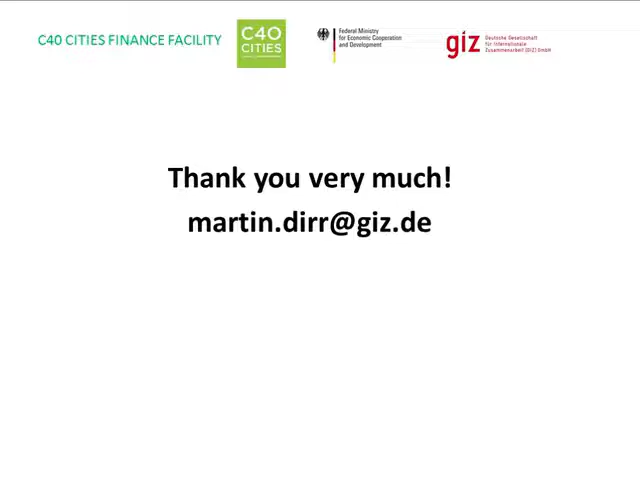 C40 CITIES FINANCE FACILITY
C40
CITIES
Federal Ministry
for Economic Cooperation
and Development
giz
Deutsche Gesellschaft
für Internationale
Zusammenarbeit (GIZ) GmbH
Thank you very much!
martin.dirr@giz.de